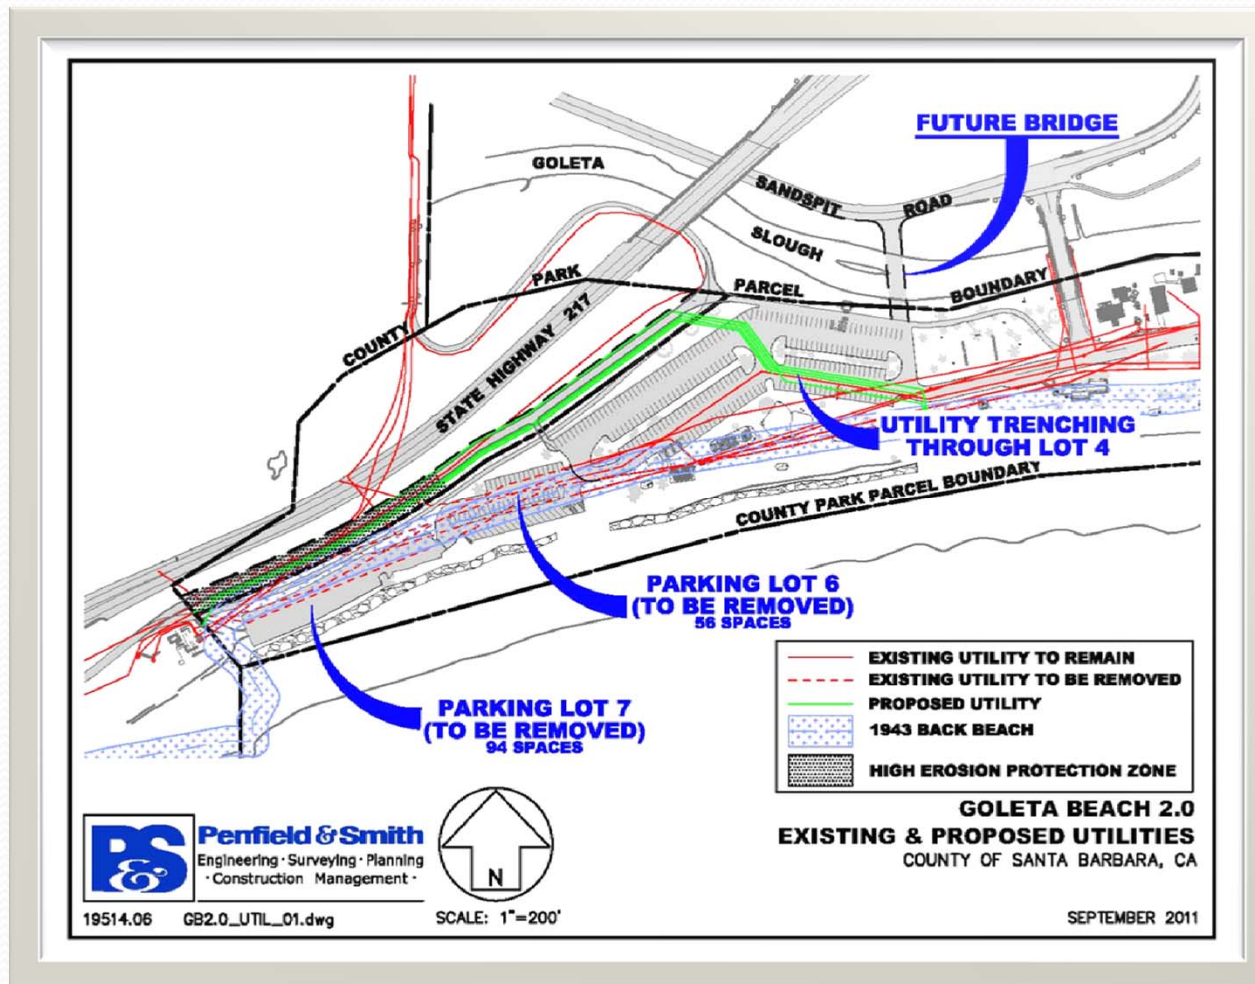 FUTURE BRIDGE
GOLETA
SANDSPIT
ROAD
SLOUGH
PARK
PARCEL
BOUNDARY
COUNTY
STATE HIGHWAY 217
UTILITY TRENCHING
THROUGH LOT 4
COUNTY PARK PARCEL BOUNDARY
PARKING LOT 6
(TO BE REMOVED)
56 SPACES
PARKING LOT 7
(TO BE REMOVED)
94 SPACES
EXISTING UTILITY TO REMAIN
EXISTING UTILITY TO BE REMOVED
PROPOSED UTILITY
1943 BACK BEACH
HIGH EROSION PROTECTION ZONE
GOLETA BEACH 2.0
EXISTING & PROPOSED UTILITIES
COUNTY OF SANTA BARBARA, CA
P&S
Penfield & Smith
Engineering · Surveying · Planning
· Construction Management ·
N
19514.06 GB2.0_UTIL_01.dwg
SCALE: 1"=200'
SEPTEMBER 2011